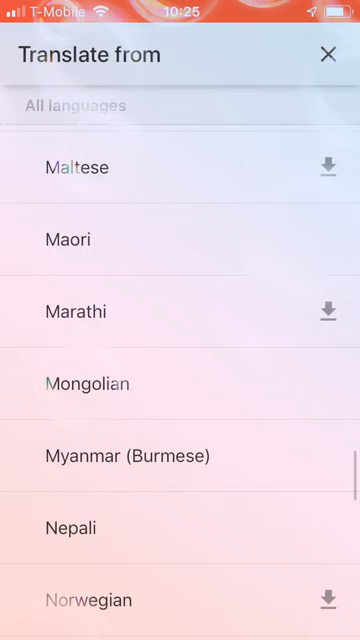 T-Mobile 10:25
Translate from
All languages
Maltese
Maori
Marathi
Mongolian
Myanmar (Burmese)
Nepali
Norwegian